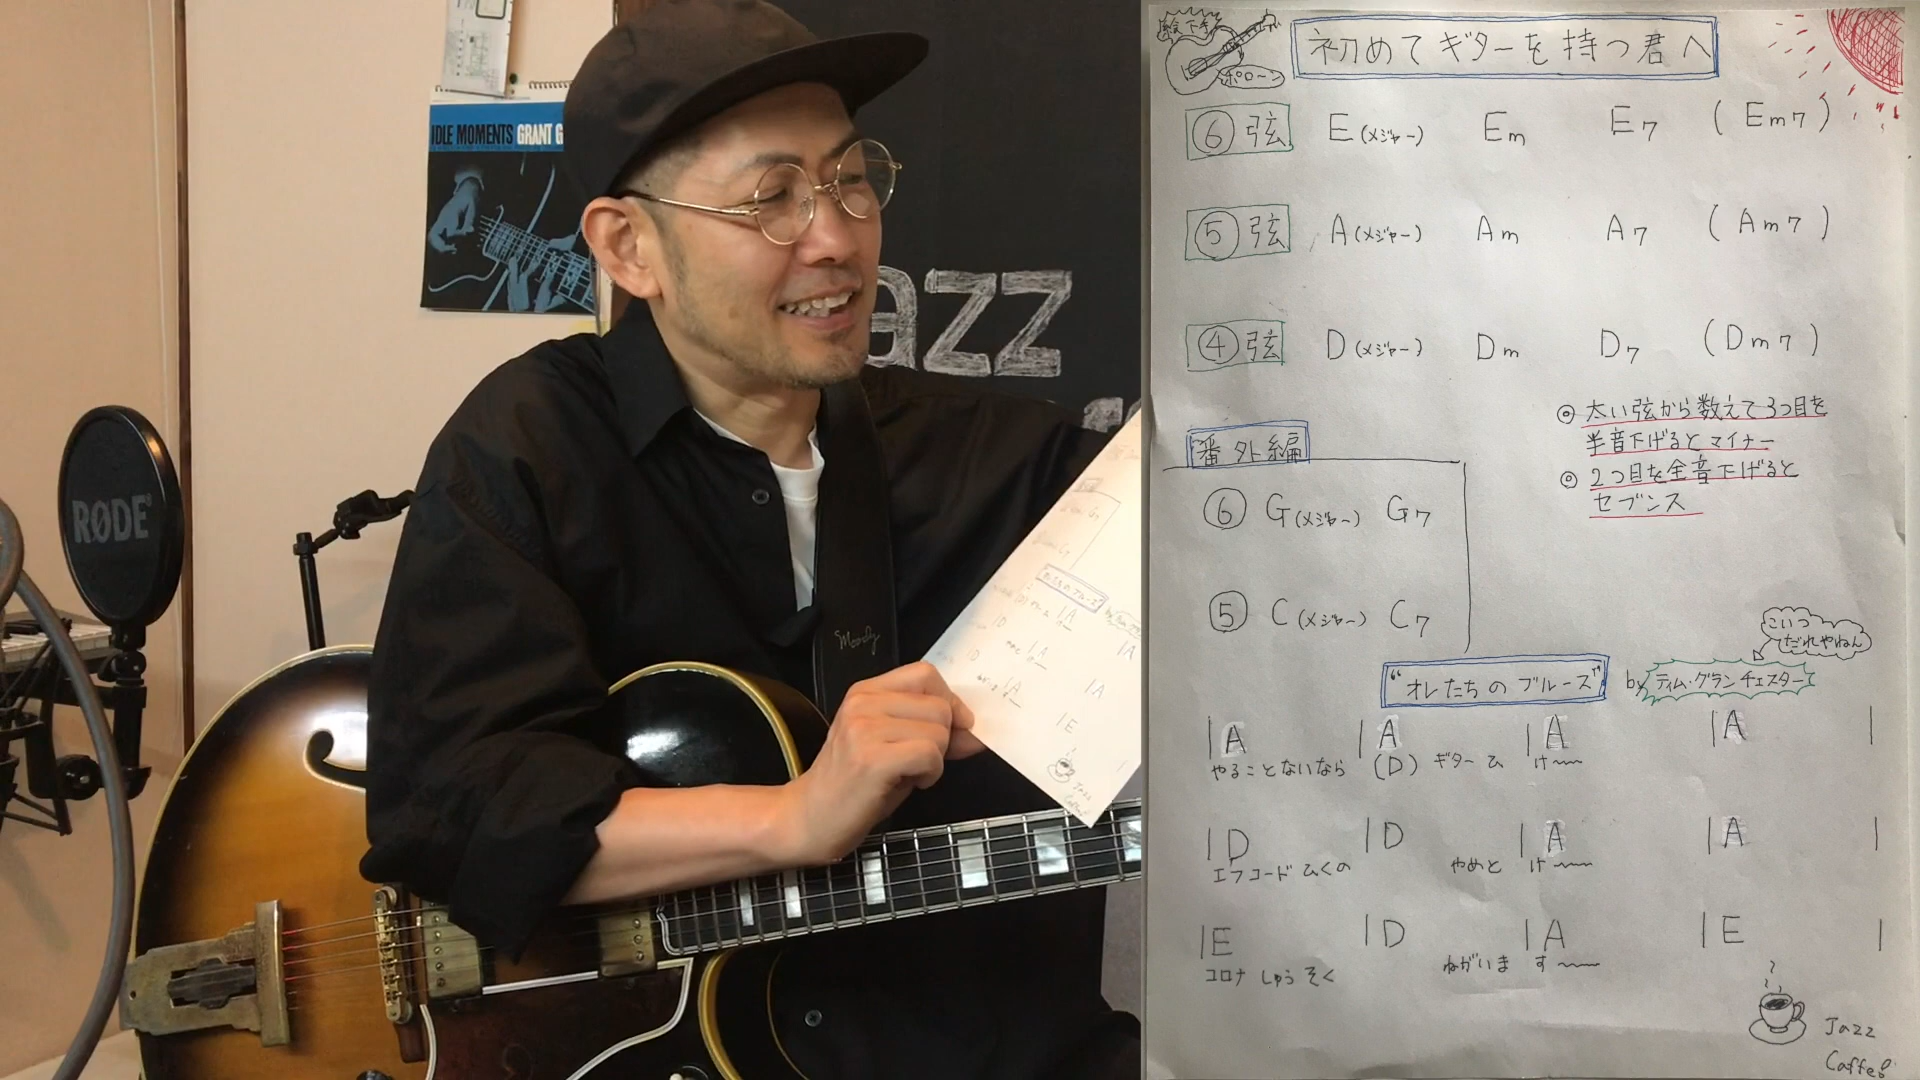 IDLE MOMENTS GRANT G
azz
RØDE
Moody
絵下手
ポローン
初めてギターを持つ君へ
⑥弦 E(メジャー) Em E7 (Em7)
⑤弦 A(メジャー) Am A7 (Am7)
④弦 D(メジャー) Dm D7 (Dm7)
◎太い弦から数えて3つ目を
半音下げるとマイナー
◎2つ目を全音下げると
セブンス
番外編
⑥ G(メジャー) G7
⑤ C(メジャー) C7
こいつ
だれやねん
"オレたちのブルース" by ティム・グランチェスター
|A |A |A |A |
やることないなら (D) ギターひ け〜
|D |D |A |A |
エフコードひくの やめと け〜
|E |D |A |E |
コロナ しゅうそく ねがいま す〜
Jazz
Caffe